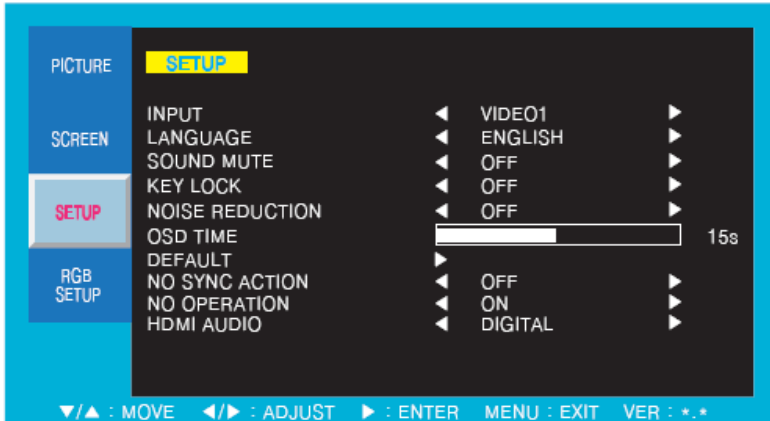 PICTURE
SCREEN
SETUP
RGB
SETUP
SETUP
INPUT ◀ VIDEO1 ▶
LANGUAGE ◀ ENGLISH ▶
SOUND MUTE ◀ OFF ▶
KEY LOCK ◀ OFF ▶
NOISE REDUCTION ◀ OFF ▶
OSD TIME 15s
DEFAULT ▶
NO SYNC ACTION ◀ OFF ▶
NO OPERATION ◀ ON ▶
HDMI AUDIO ◀ DIGITAL ▶
▼/▲ : MOVE ◀/▶ : ADJUST ▶ : ENTER MENU : EXIT VER : *.*